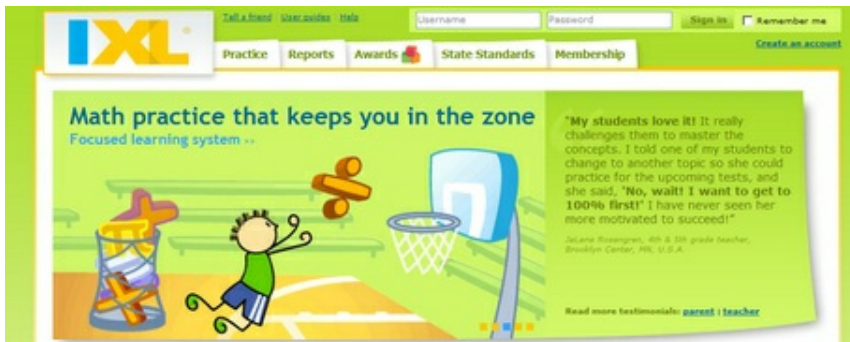 Tell a friend User guides Help Username Password Sign in Remember me
IXL
Create an account
Practice Reports Awards State Standards Membership
Math practice that keeps you in the zone
Focused learning system >>
"My students love it! It really
challenges them to master the
concepts. I told one of my students to
change to another topic so she could
practice for the upcoming tests, and
she said, "No, wait! I want to get to
100% first!" I have never seen her
more motivated to succeed!"
JaLene Rosengren, 4th & 5th grade teacher,
Brooklyn Center, MN, U.S.A.
Read more testimonials: parent | teacher